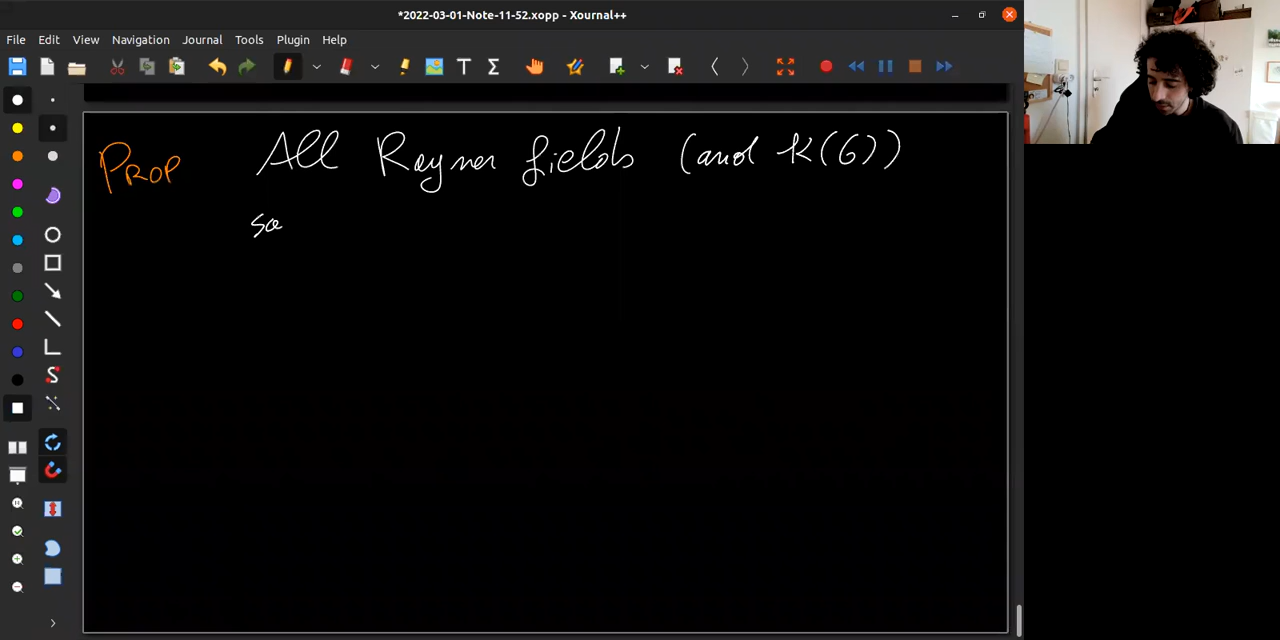 *2022-03-01-Note-11-52.xopp - Xournal++
File Edit View Navigation Journal Tools Plugin Help
PROP All Rayner fields (and K(G))
sa